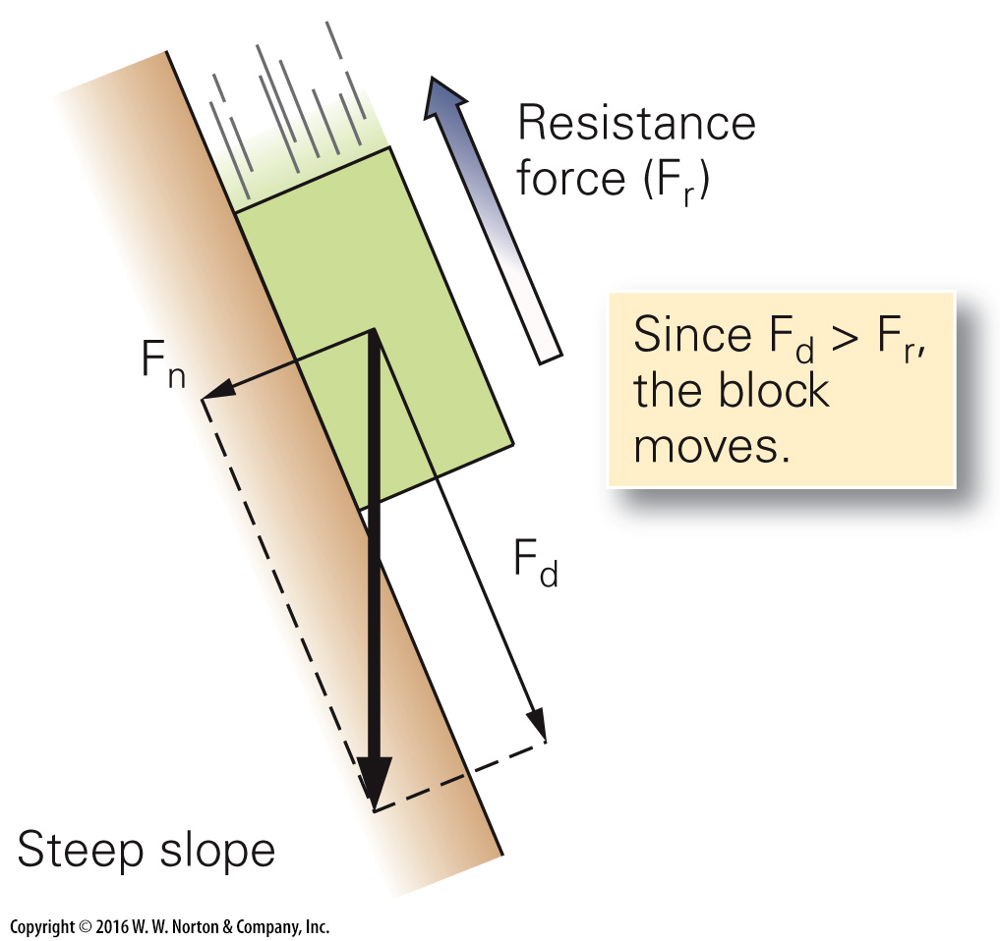 Resistance
force (Fr)
Since Fd > Fr,
the block
moves.
Fn
Fd
Steep slope
Copyright © 2016 W. W. Norton & Company, Inc.